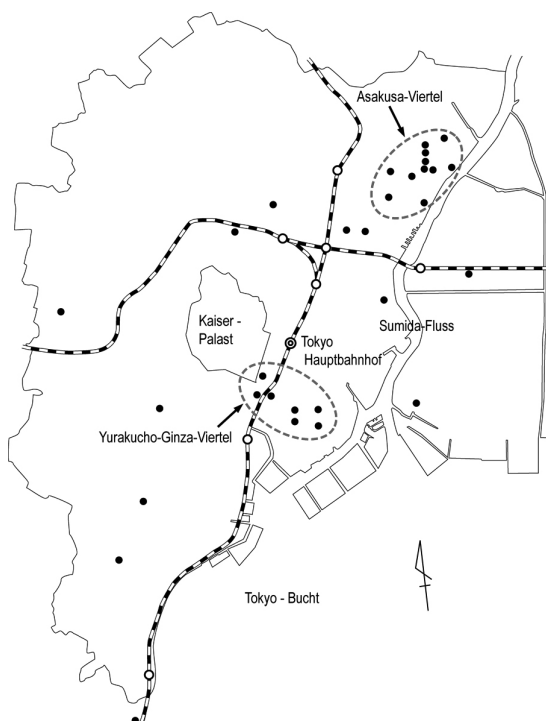 Asakusa-Viertel
Kaiser -
Palast
Sumida-Fluss
Tokyo
Hauptbahnhof
Yurakucho-Ginza-Viertel
Tokyo - Bucht